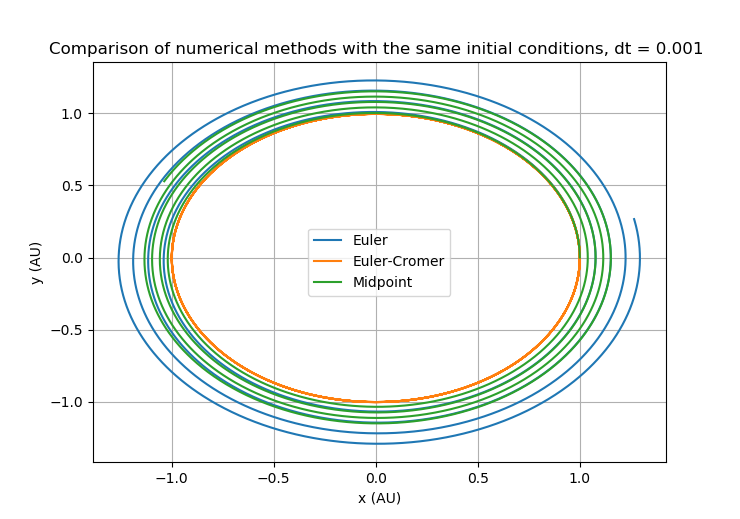 Comparison of numerical methods with the same initial conditions, dt = 0.001
1.0
0.5
0.0
−0.5
−1.0
y (AU)
Euler
Euler-Cromer
Midpoint
−1.0 −0.5 0.0 0.5 1.0
x (AU)